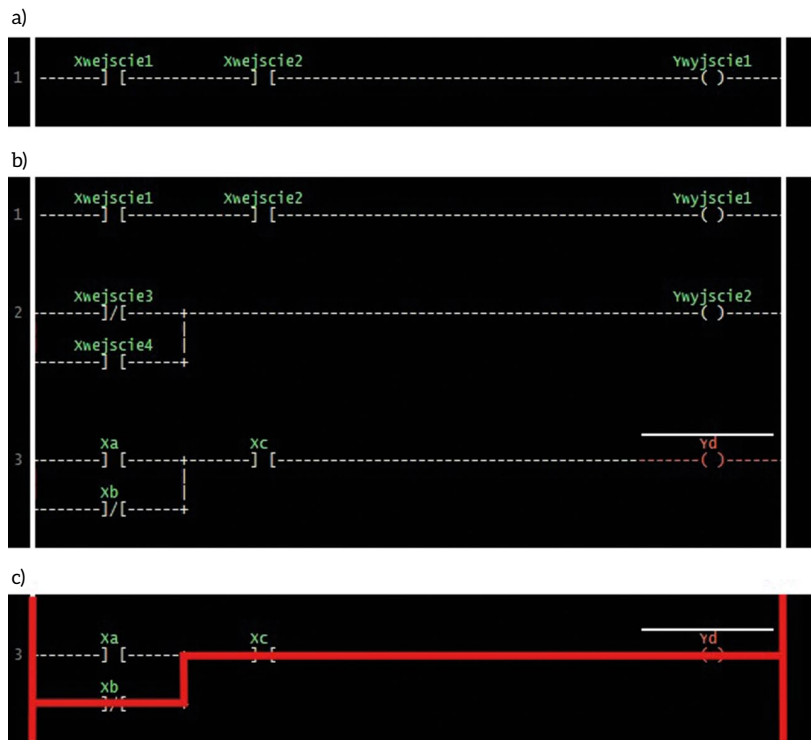 a)
Xwejscie1 Xwejscie2 Ywyjscie1
1 -------] [-------------] [---------------------------------------------( )------
b)
Xwejscie1 Xwejscie2 Ywyjscie1
1 -------] [-------------] [---------------------------------------------( )------
Xwejscie3 Ywyjscie2
2 -------]/[------+---------------------------------------------------( )------
|
Xwejscie4 |
-------] [------+
Xa Xc Yd
3 -------] [------+------] [---------------------------------------------( )------
|
Xb |
-------]/[------+
c)
Xa Xc Yd
3 -------] [------ ] [ ( )
Xb
]/[